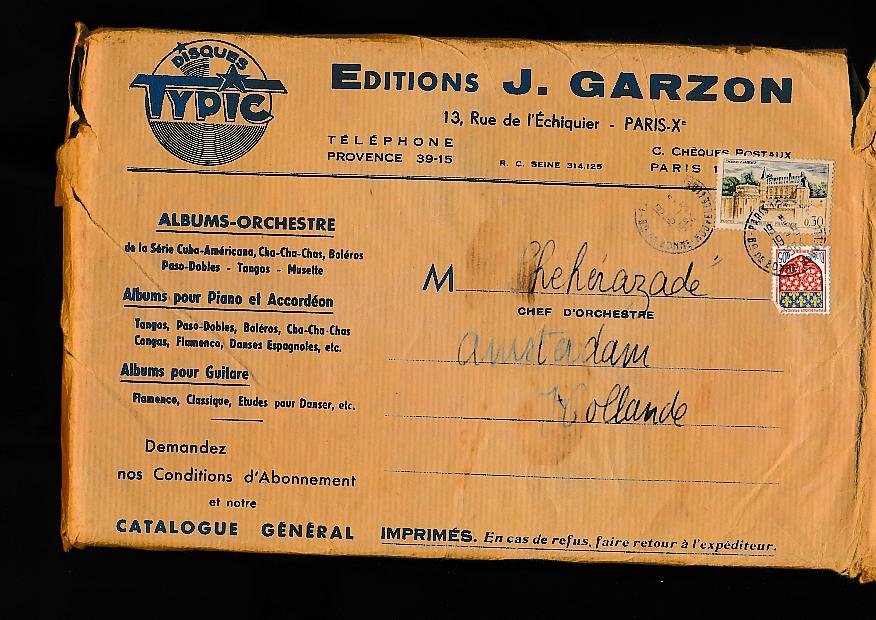 DISQUES
TYPIC
EDITIONS J. GARZON
13, Rue de l'Échiquier - PARIS-Xe
TÉLÉPHONE
PROVENCE 39-15
R. C. SEINE 314.125
C. CHÈQUES POSTAUX
PARIS
0,30
ALBUMS-ORCHESTRE
de la Série Cuba-Américana, Cha-Cha-Chas, Boléros
Paso-Dobles - Tangos - Musette
Albums pour Piano et Accordéon
Tangos, Paso-Dobles, Boléros, Cha-Cha-Chas
Congas, Flamenco, Danses Espagnoles, etc.
Albums pour Guitare
Flamenco, Classique, Etudes pour Danser, etc.
Demandez
nos Conditions d'Abonnement
et notre
CATALOGUE GÉNÉRAL
M Sheherazade
CHEF D'ORCHESTRE
Amstadam
Hollande
IMPRIMÉS. En cas de refus, faire retour à l'expéditeur.